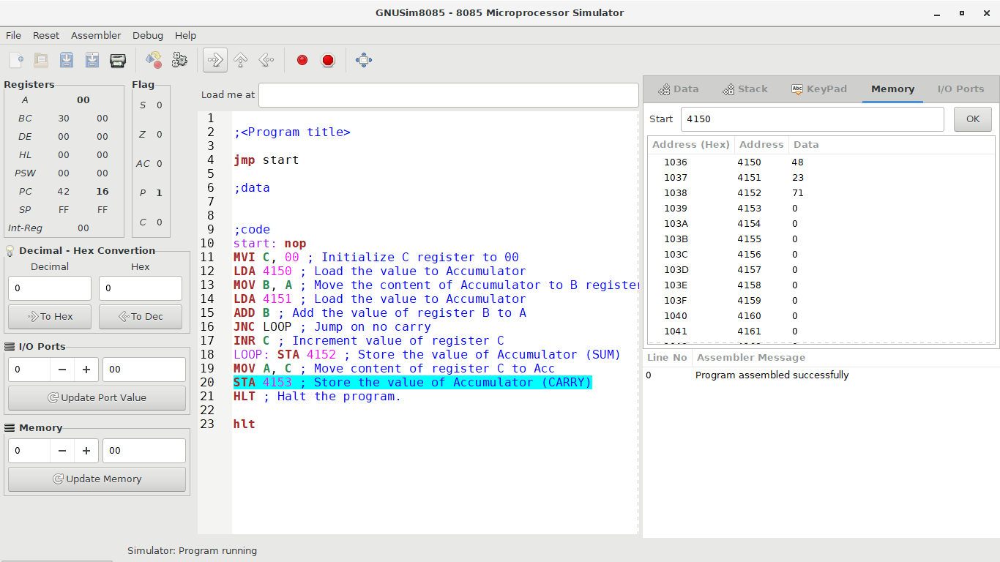 GNUSim8085 - 8085 Microprocessor Simulator
File Reset Assembler Debug Help
Registers
A 00
BC 30 00
DE 00 00
HL 00 00
PSW 00 00
PC 42 16
SP FF FF
Int-Reg 00
Flag
S 0
Z 0
AC 0
P 1
C 0
Decimal - Hex Convertion
Decimal Hex
0 0
To Hex To Dec
I/O Ports
0 00
Update Port Value
Memory
0 00
Update Memory
Load me at
1
2 ;<Program title>
3
4 jmp start
5
6 ;data
7
8
9 ;code
10 start: nop
11 MVI C, 00 ; Initialize C register to 00
12 LDA 4150 ; Load the value to Accumulator
13 MOV B, A ; Move the content of Accumulator to B register
14 LDA 4151 ; Load the value to Accumulator
15 ADD B ; Add the value of register B to A
16 JNC LOOP ; Jump on no carry
17 INR C ; Increment value of register C
18 LOOP: STA 4152 ; Store the value of Accumulator (SUM)
19 MOV A, C ; Move content of register C to Acc
20 STA 4153 ; Store the value of Accumulator (CARRY)
21 HLT ; Halt the program.
22
23 hlt
Data Stack Abc KeyPad Memory I/O Ports
Start 4150 OK
Address (Hex) Address Data
1036 4150 48
1037 4151 23
1038 4152 71
1039 4153 0
103A 4154 0
103B 4155 0
103C 4156 0
103D 4157 0
103E 4158 0
103F 4159 0
1040 4160 0
1041 4161 0
Line No Assembler Message
0 Program assembled successfully
Simulator: Program running